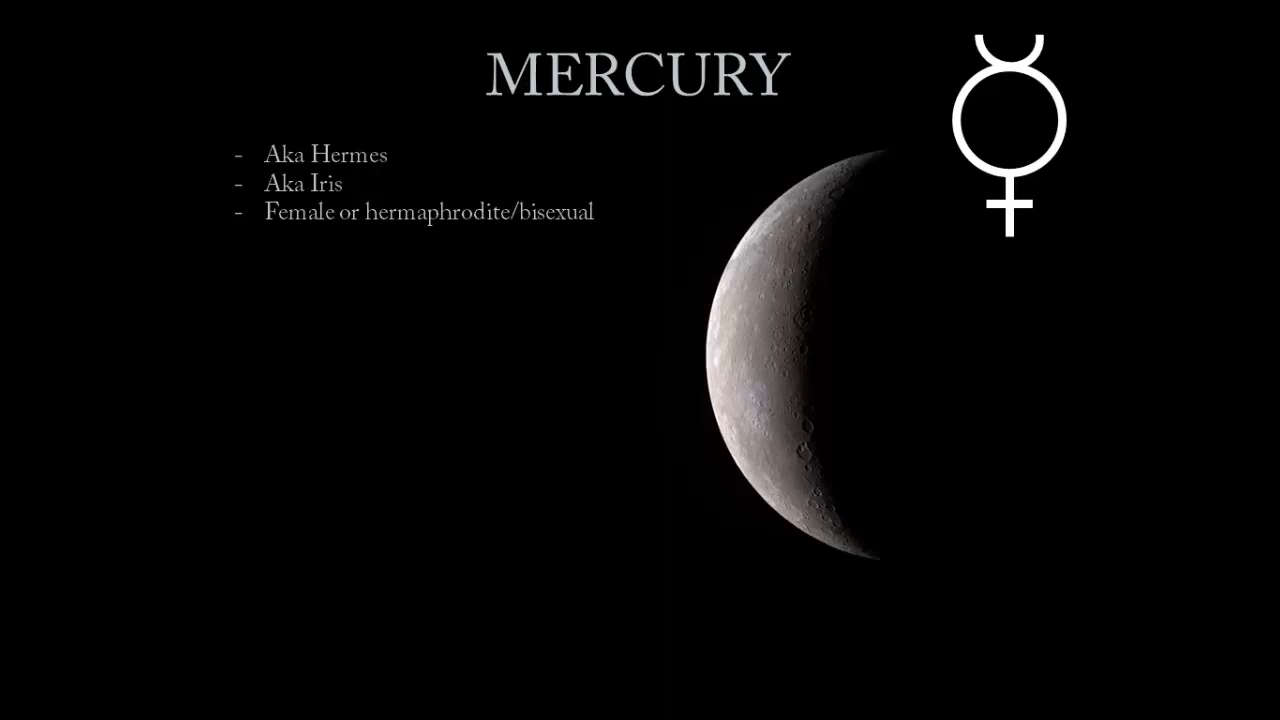 MERCURY
- Aka Hermes
- Aka Iris
- Female or hermaphrodite/bisexual